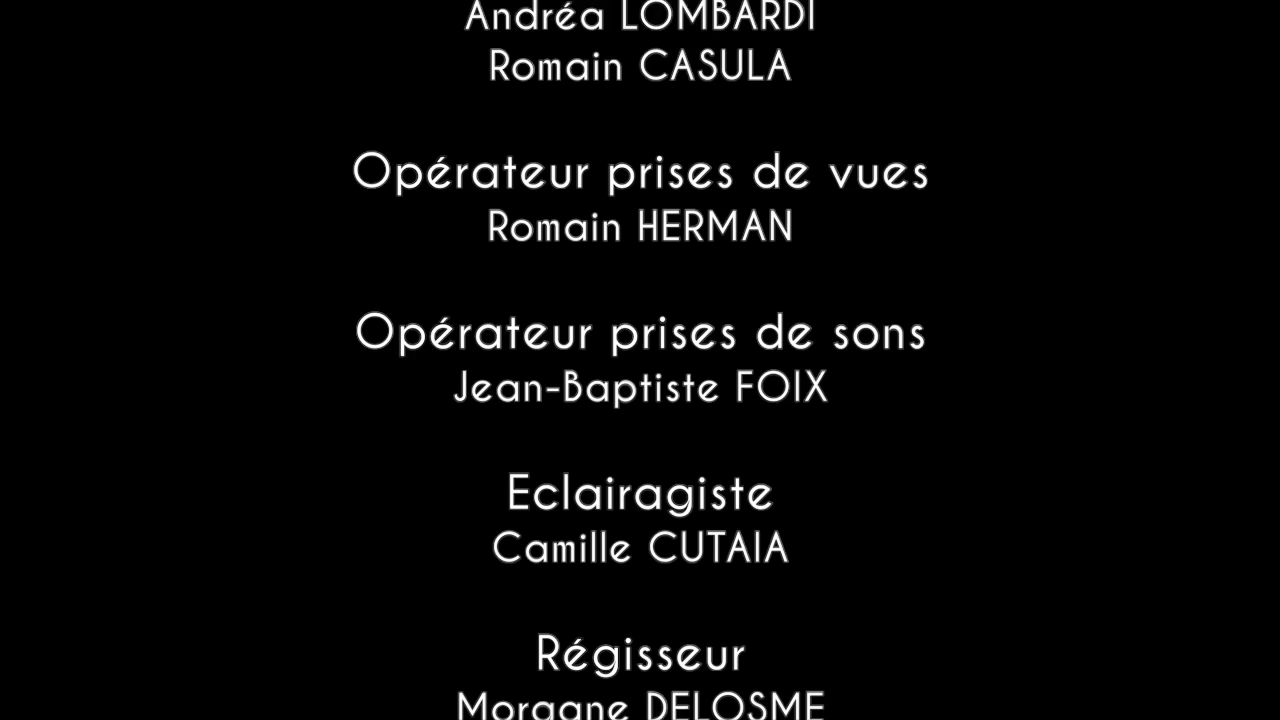 Andréa LOMBARDI
Romain CASULA
Opérateur prises de vues
Romain HERMAN
Opérateur prises de sons
Jean-Baptiste FOIX
Eclairagiste
Camille CUTAIA
Régisseur
Morgane DELOSME